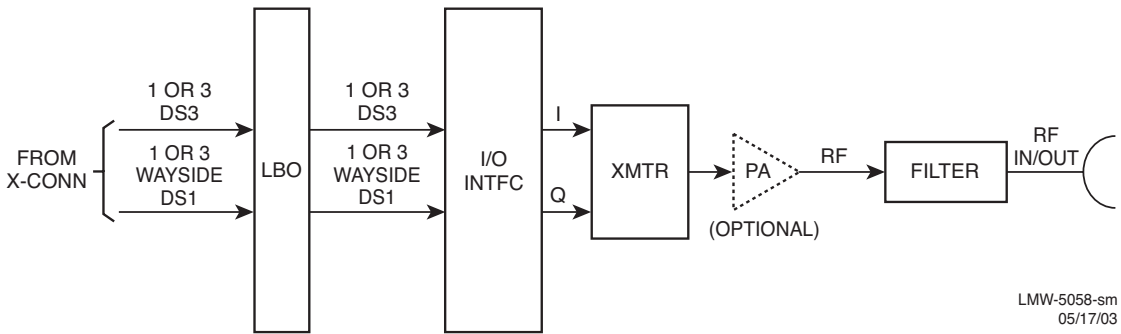 FROM
X-CONN
1 OR 3
DS3
1 OR 3
WAYSIDE
DS1
LBO
1 OR 3
DS3
1 OR 3
WAYSIDE
DS1
I/O
INTFC
I
Q
XMTR
PA
(OPTIONAL)
RF
FILTER
RF
IN/OUT
LMW-5058-sm
05/17/03